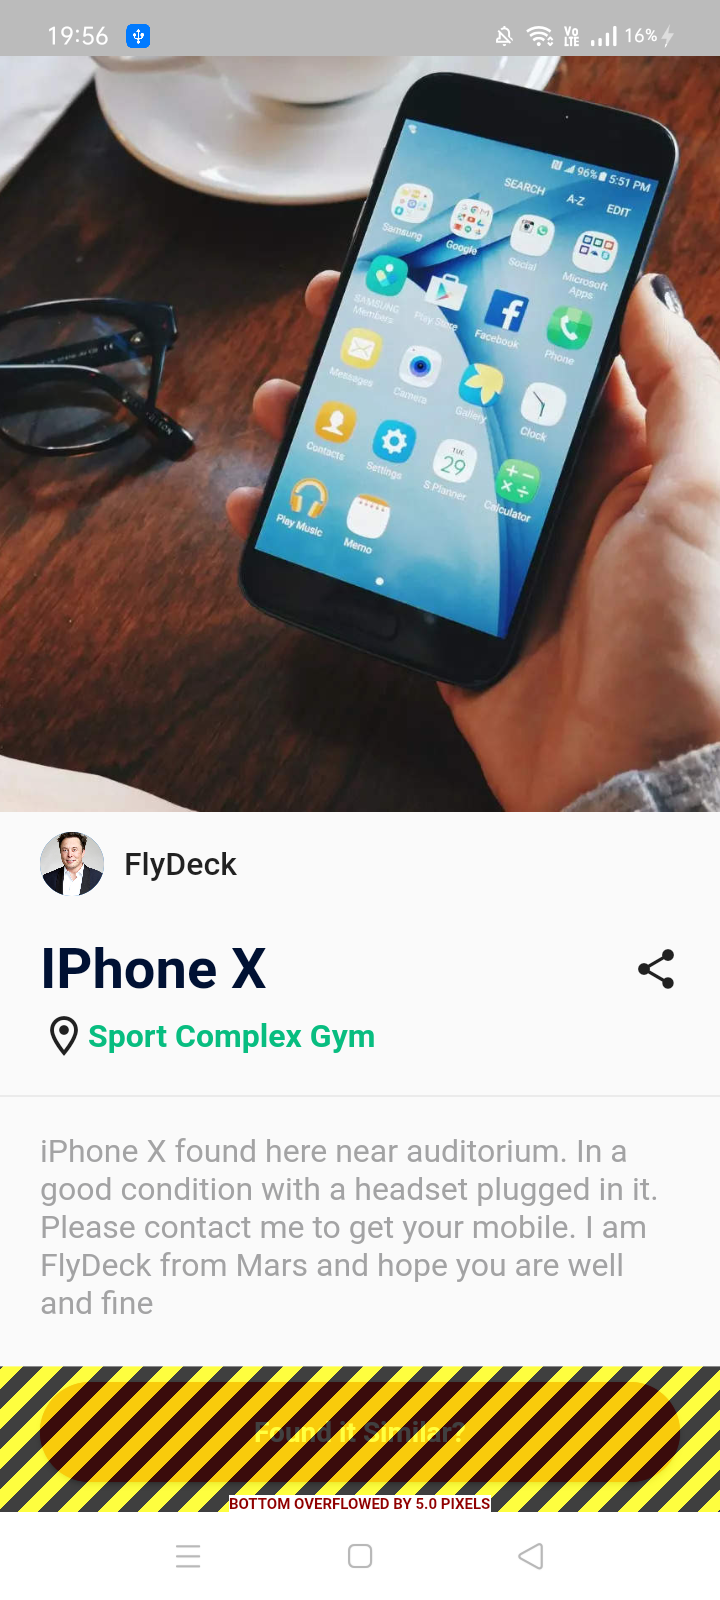 19:56
Vo
LTE
16%
96% 5:51 PM
SEARCH A-Z EDIT
Samsung Google Social Microsoft
Apps
SAMSUNG
Members Play Store Facebook Phone
Messages Camera Gallery Clock
TUE
29
Contacts Settings S Planner Calculator
Play Music Memo
FlyDeck
IPhone X
Sport Complex Gym
iPhone X found here near auditorium. In a
good condition with a headset plugged in it.
Please contact me to get your mobile. I am
FlyDeck from Mars and hope you are well
and fine
Found it Similar?
BOTTOM OVERFLOWED BY 5.0 PIXELS